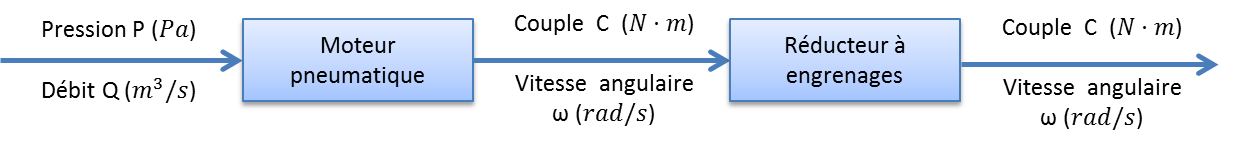 Pression P (Pa)
Débit Q (m³/s)
Moteur
pneumatique
Couple C (N · m)
Vitesse angulaire
ω (rad/s)
Réducteur à
engrenages
Couple C (N · m)
Vitesse angulaire
ω (rad/s)